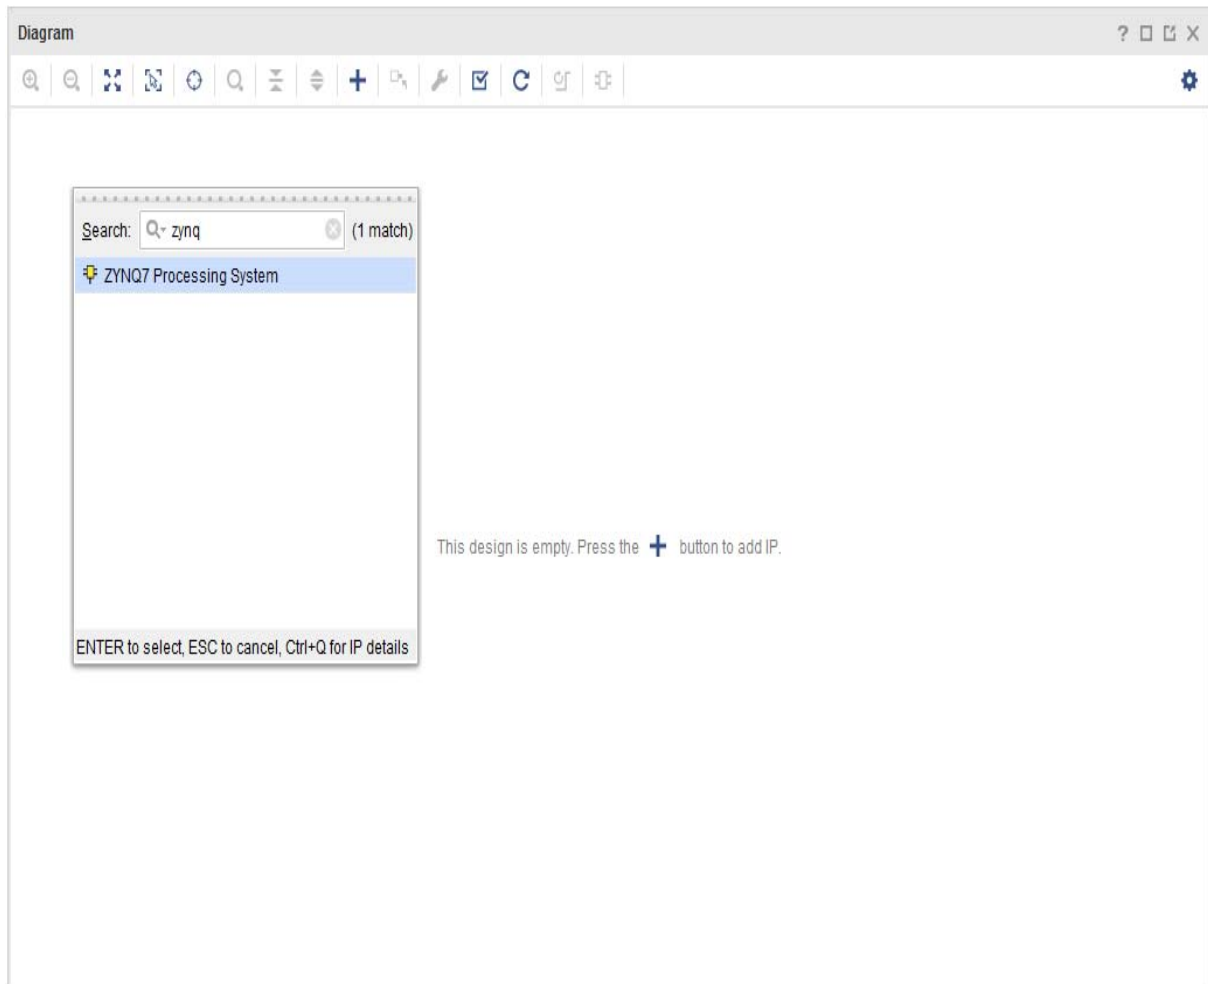 Diagram
Search: zynq (1 match)
ZYNQ7 Processing System
This design is empty. Press the + button to add IP.
ENTER to select, ESC to cancel, Ctrl+Q for IP details